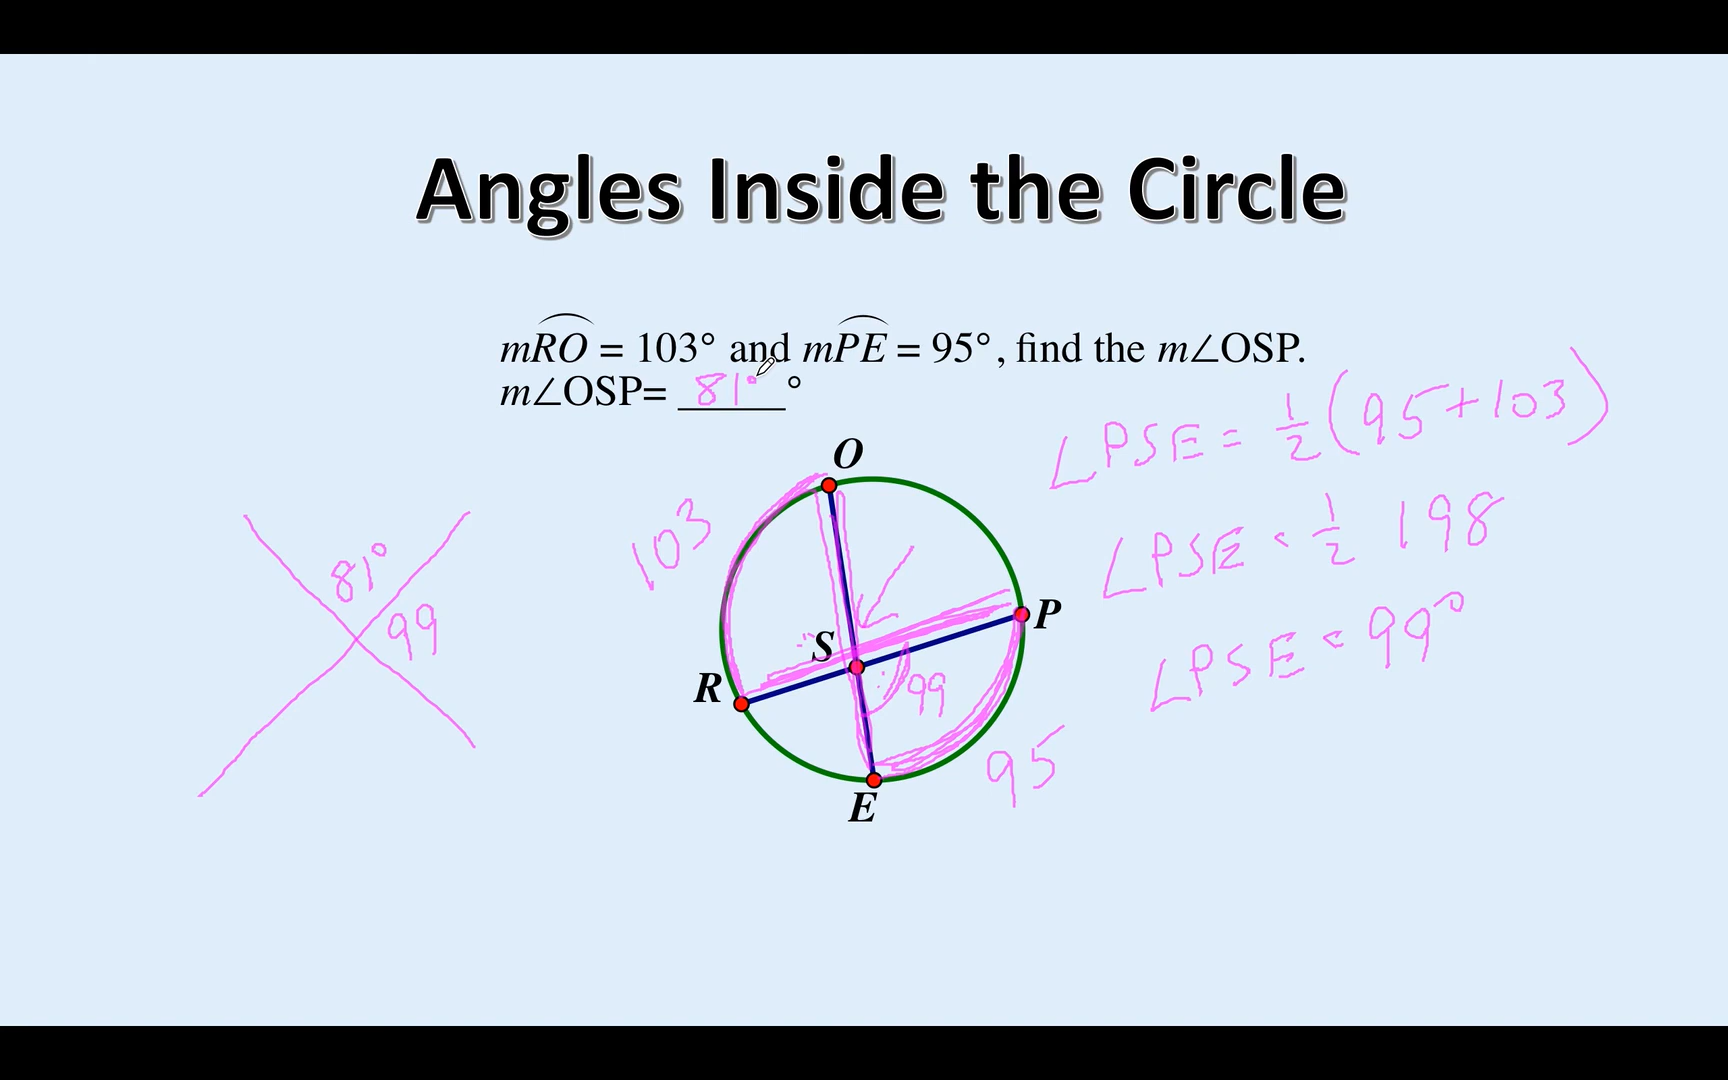 Angles Inside the Circle
mRO = 103° and mPE = 95°, find the m∠OSP.
m∠OSP= 81° °
∠PSE = 1/2 (95+103)
O
103
∠PSE = 1/2 198
81°
99
P
S
∠PSE = 99°
R
99
95
E